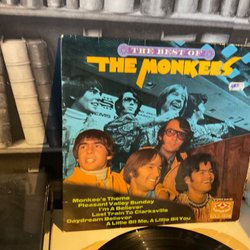 THE BEST OF
THE MONKEES
Monkee's Theme
Pleasant Valley Sunday
I'm A Believer
Last Train To Clarksville
Daydream Believer
A Little Bit Me, A Little Bit You